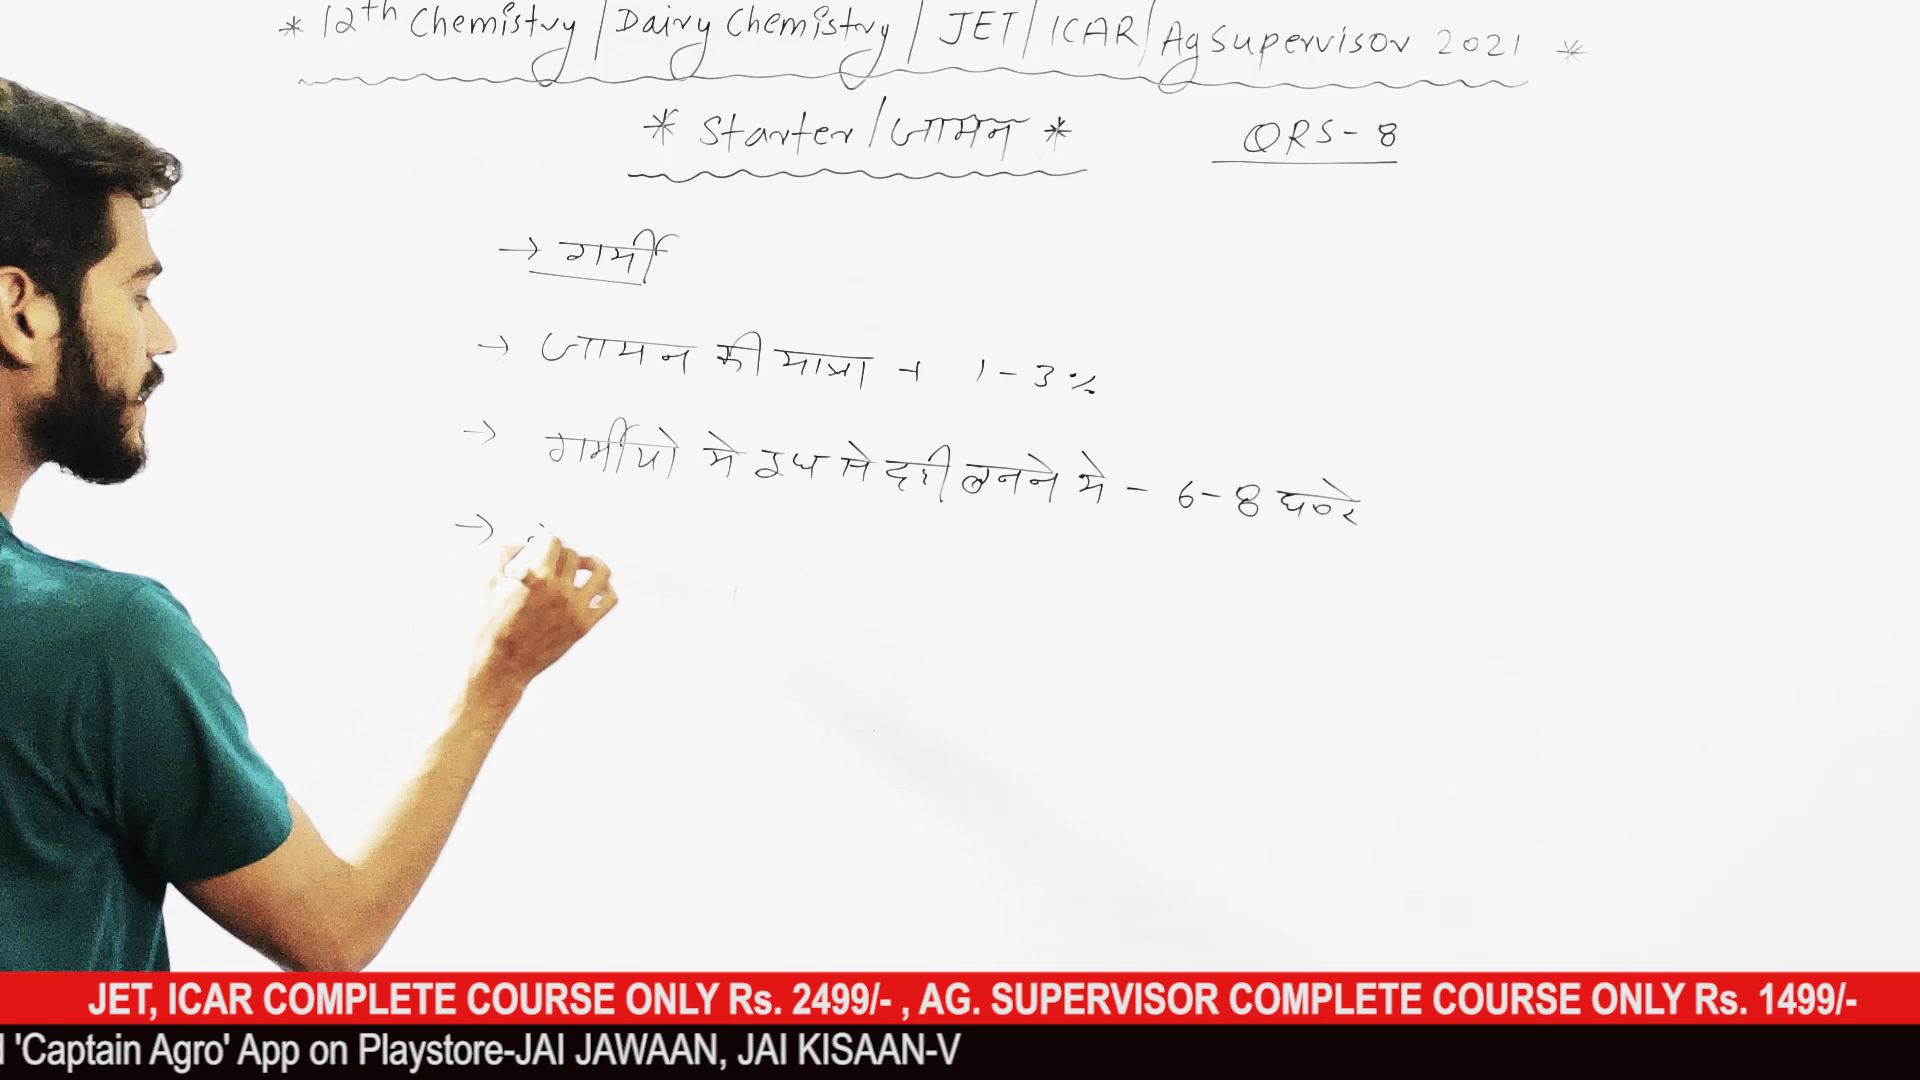 * 12th Chemistry / Dairy Chemistry / JET / ICAR / Ag Supervisor 2021 *
* Starter / जामन * QRS - 8
→ गर्मी
→ जामन की मात्रा → 1 - 3 %
→ गर्मीयो मे दुध से दही बनने मे - 6 - 8 घण्टे
→
JET, ICAR COMPLETE COURSE ONLY Rs. 2499/- , AG. SUPERVISOR COMPLETE COURSE ONLY Rs. 1499/-
'Captain Agro' App on Playstore-JAI JAWAAN, JAI KISAAN-V